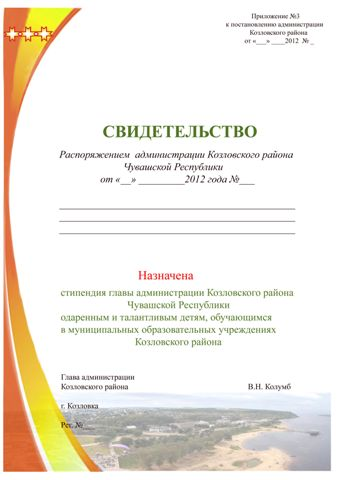 Приложение №3
к постановлению администрации
Козловского района
от «___» ____2012 № _
СВИДЕТЕЛЬСТВО
Распоряжением администрации Козловского района
Чувашской Республики
от «__» _________2012 года №___
Назначена
стипендия главы администрации Козловского района
Чувашской Республики
одаренным и талантливым детям, обучающимся
в муниципальных образовательных учреждениях
Козловского района
Глава администрации
Козловского района В.Н. Колумб
г. Козловка
Рег. №___